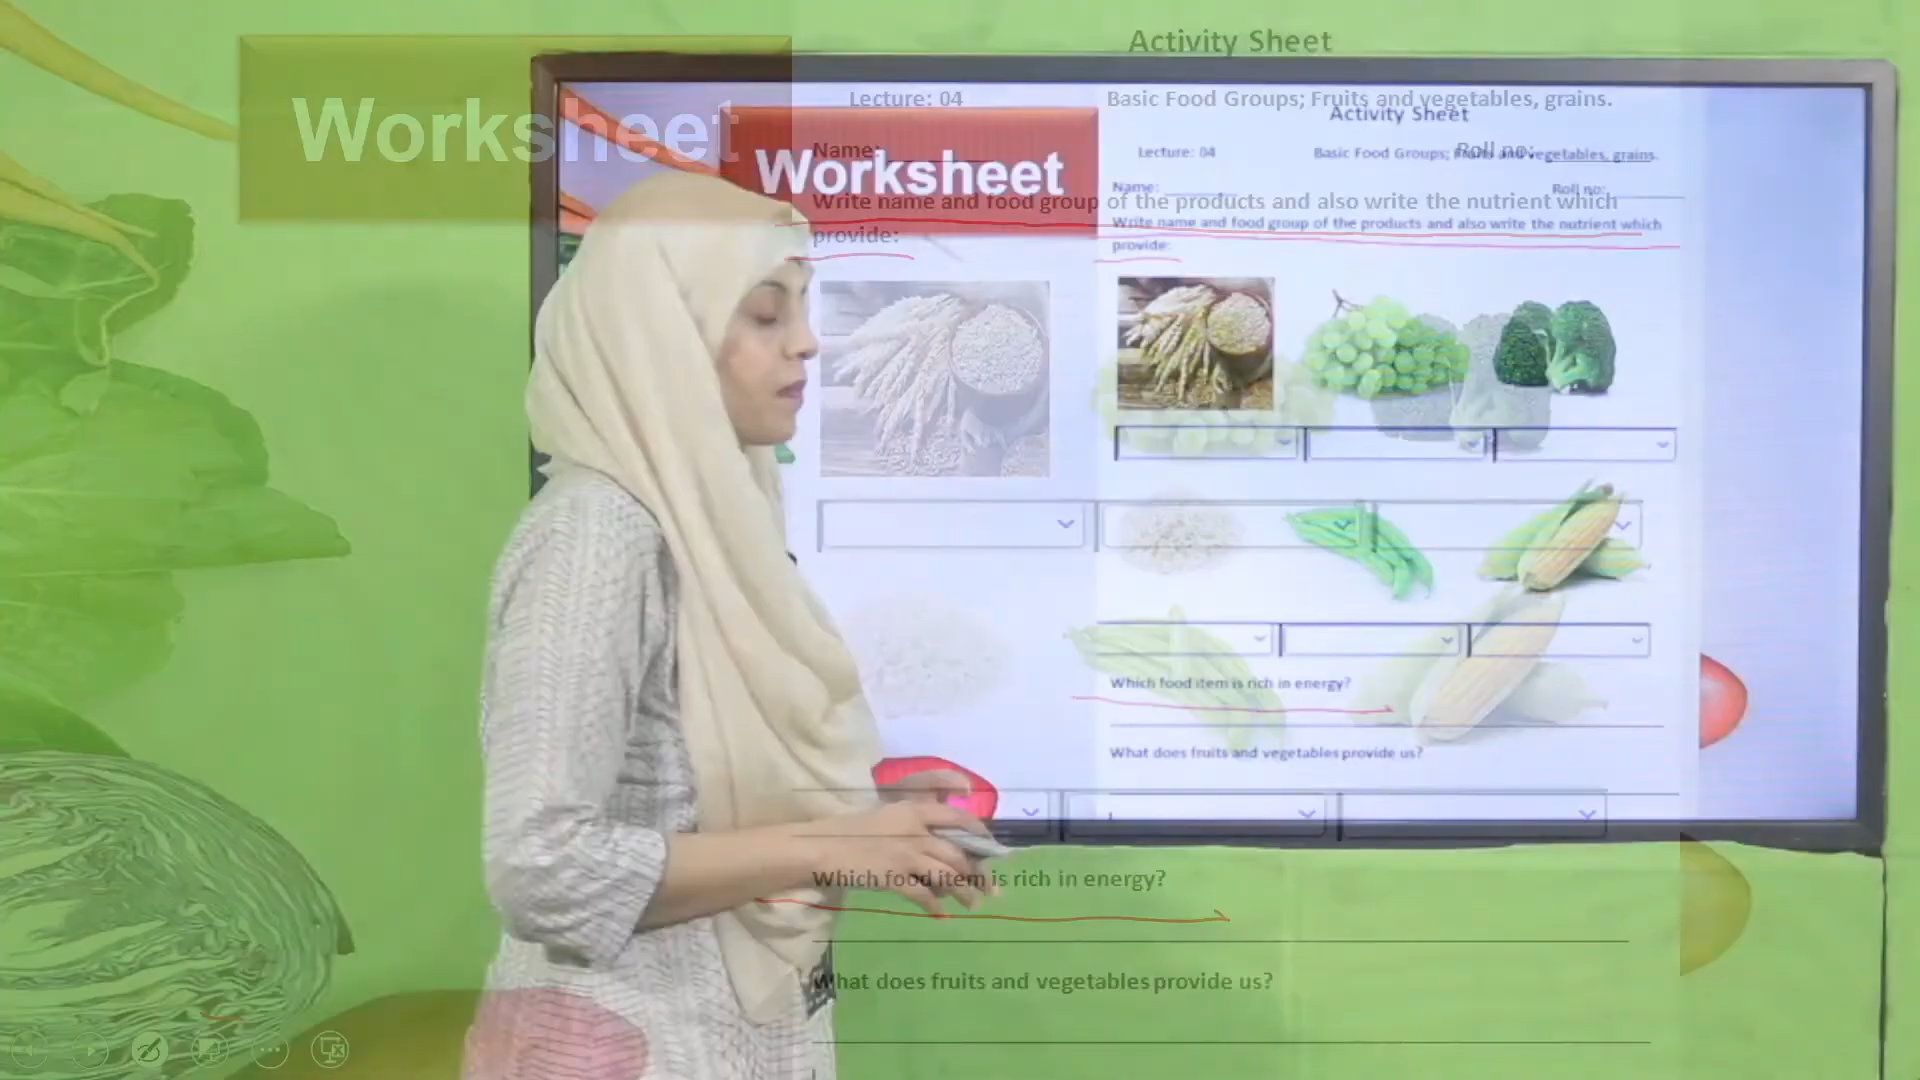 Worksheet
Activity Sheet
Lecture: 04
Basic Food Groups; Fruits and vegetables, grains.
Name:
Roll no:
Write name and food group of the products and also write the nutrient which
provide:
Which food item is rich in energy?
What does fruits and vegetables provide us?
Worksheet
Activity Sheet
Lecture: 04
Basic Food Groups; Fruits and vegetables, grains.
Name:
Roll no:
Write name and food group of the products and also write the nutrient which
provide:
Which food item is rich in energy?
What does fruits and vegetables provide us?